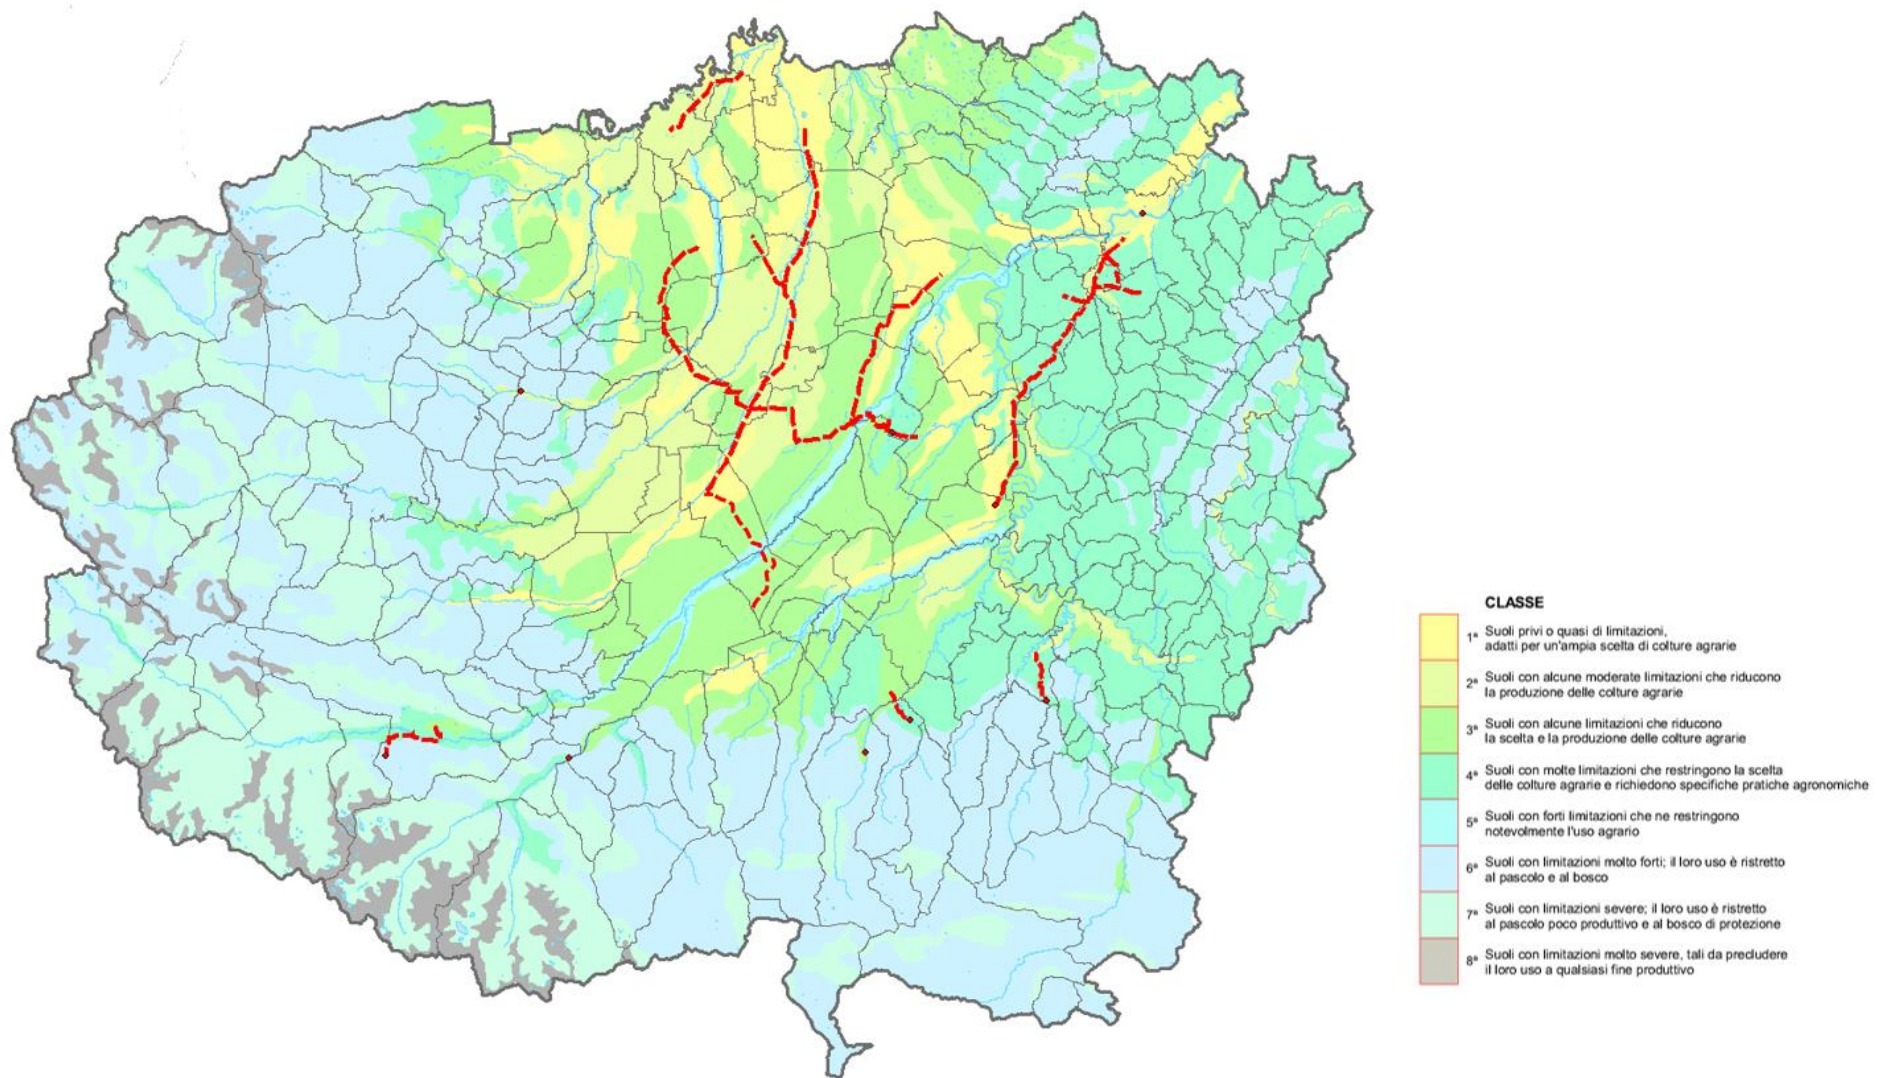 CLASSE
1ª Suoli privi o quasi di limitazioni,
adatti per un'ampia scelta di colture agrarie
2ª Suoli con alcune moderate limitazioni che riducono
la produzione delle colture agrarie
3ª Suoli con alcune limitazioni che riducono
la scelta e la produzione delle colture agrarie
4ª Suoli con molte limitazioni che restringono la scelta
delle colture agrarie e richiedono specifiche pratiche agronomiche
5ª Suoli con forti limitazioni che ne restringono
notevolmente l'uso agrario
6ª Suoli con limitazioni molto forti; il loro uso è ristretto
al pascolo e al bosco
7ª Suoli con limitazioni severe; il loro uso è ristretto
al pascolo poco produttivo e al bosco di protezione
8ª Suoli con limitazioni molto severe, tali da precludere
il loro uso a qualsiasi fine produttivo